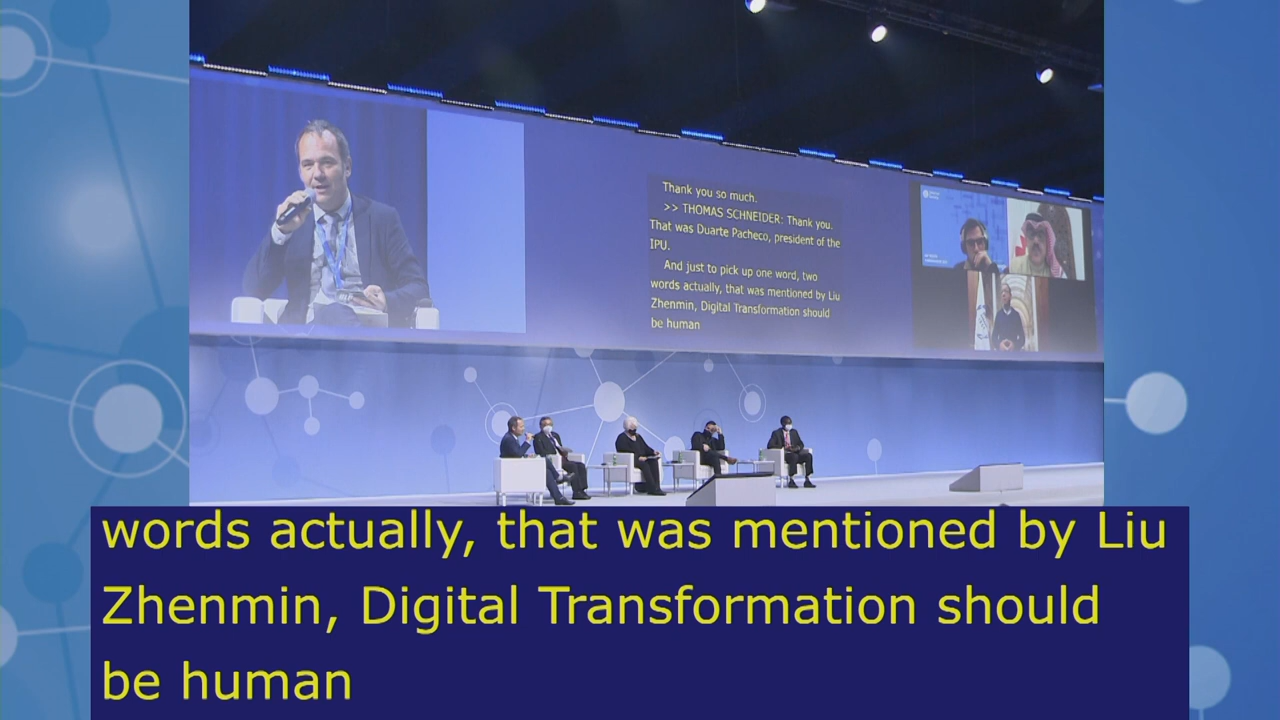 Thank you so much.
>> THOMAS SCHNEIDER: Thank you.
That was Duarte Pacheco, president of the
IPU.
And just to pick up one word, two
words actually, that was mentioned by Liu
Zhenmin, Digital Transformation should
be human
words actually, that was mentioned by Liu
Zhenmin, Digital Transformation should
be human